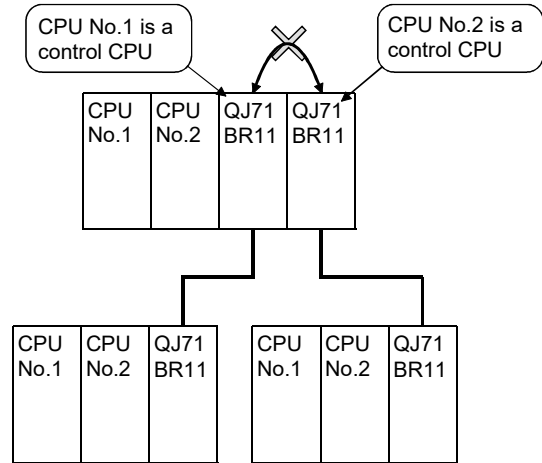 CPU No.1 is a
control CPU
CPU No.2 is a
control CPU
CPU
No.1
CPU
No.2
QJ71
BR11
QJ71
BR11
CPU
No.1
CPU
No.2
QJ71
BR11
CPU
No.1
CPU
No.2
QJ71
BR11